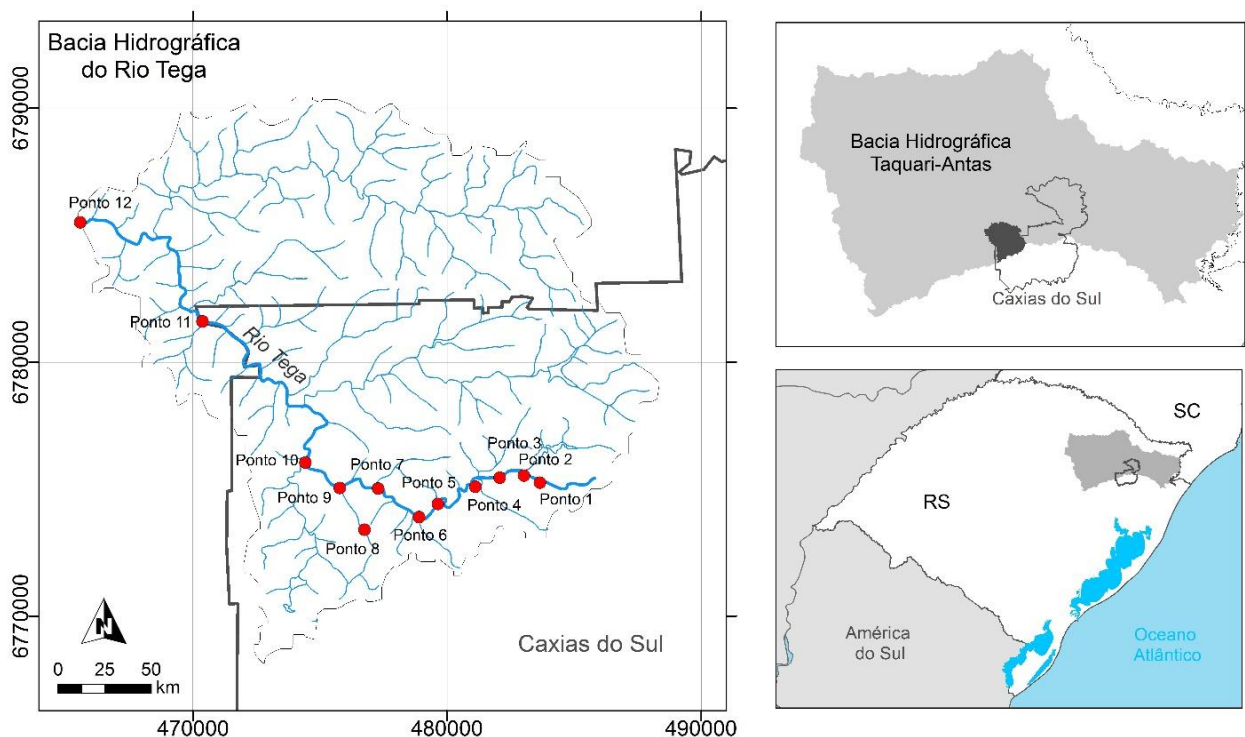 Bacia Hidrográfica
do Rio Tega
6790000
6780000
6770000
Ponto 12
Ponto 11
Rio Tega
Ponto 3
Ponto 2
Ponto 10
Ponto 7
Ponto 5
Ponto 1
Ponto 9
Ponto 4
Ponto 6
Ponto 8
N
0 25 50
km
Caxias do Sul
470000 480000 490000
Bacia Hidrográfica
Taquari-Antas
Caxias do Sul
SC
RS
América
do Sul
Oceano
Atlântico